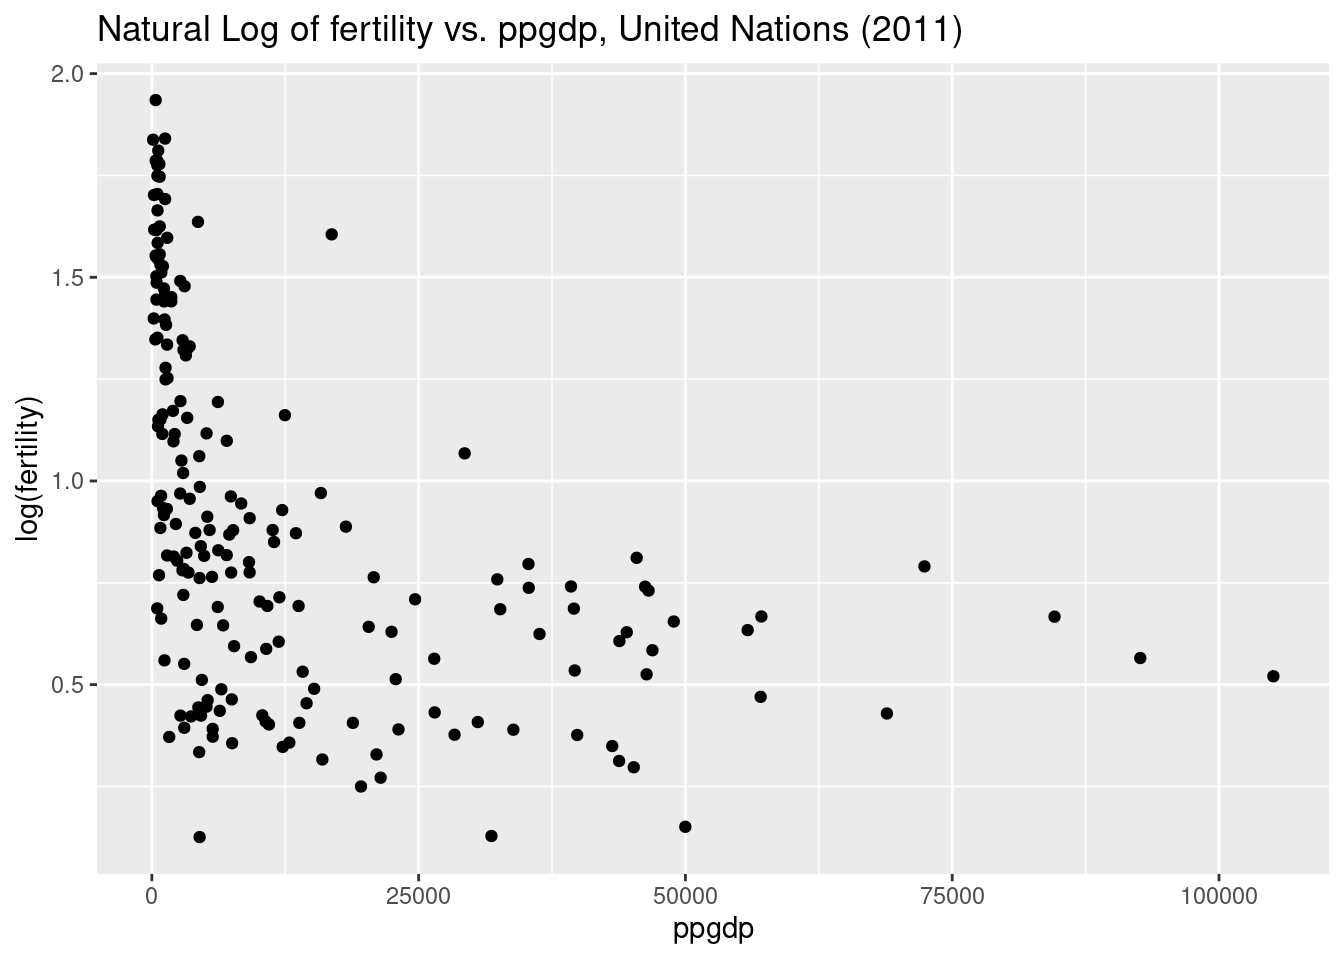 Natural Log of fertility vs. ppgdp, United Nations (2011)
2.0
1.5
1.0
0.5
log(fertility)
0 25000 50000 75000 100000
ppgdp